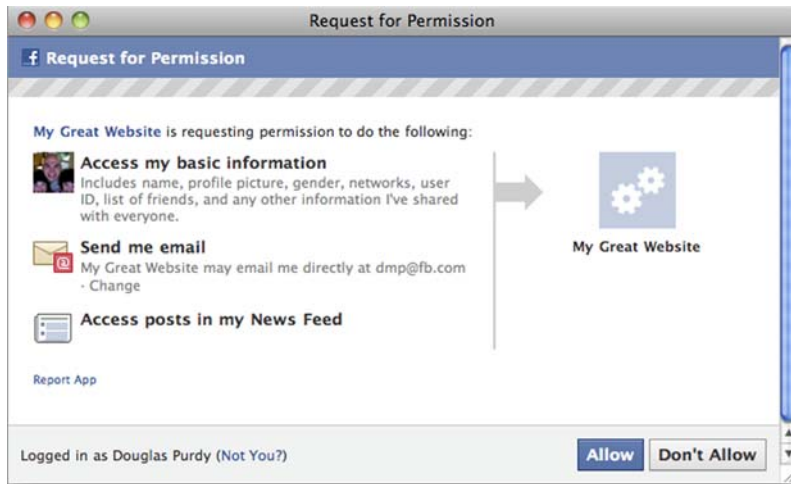 Request for Permission
f Request for Permission
My Great Website is requesting permission to do the following:
Access my basic information
Includes name, profile picture, gender, networks, user
ID, list of friends, and any other information I've shared
with everyone.
Send me email
My Great Website may email me directly at dmp@fb.com
· Change
Access posts in my News Feed
My Great Website
Report App
Logged in as Douglas Purdy (Not You?)
Allow
Don't Allow